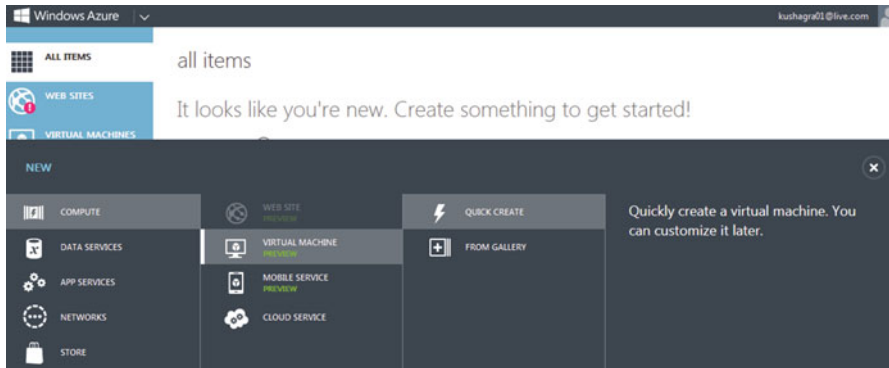 Windows Azure
kushagra01@live.com
ALL ITEMS
WEB SITES
VIRTUAL MACHINES
all items
It looks like you're new. Create something to get started!
NEW
COMPUTE
DATA SERVICES
APP SERVICES
NETWORKS
STORE
WEB SITE
PREVIEW
VIRTUAL MACHINE
PREVIEW
MOBILE SERVICE
PREVIEW
CLOUD SERVICE
QUICK CREATE
FROM GALLERY
Quickly create a virtual machine. You
can customize it later.